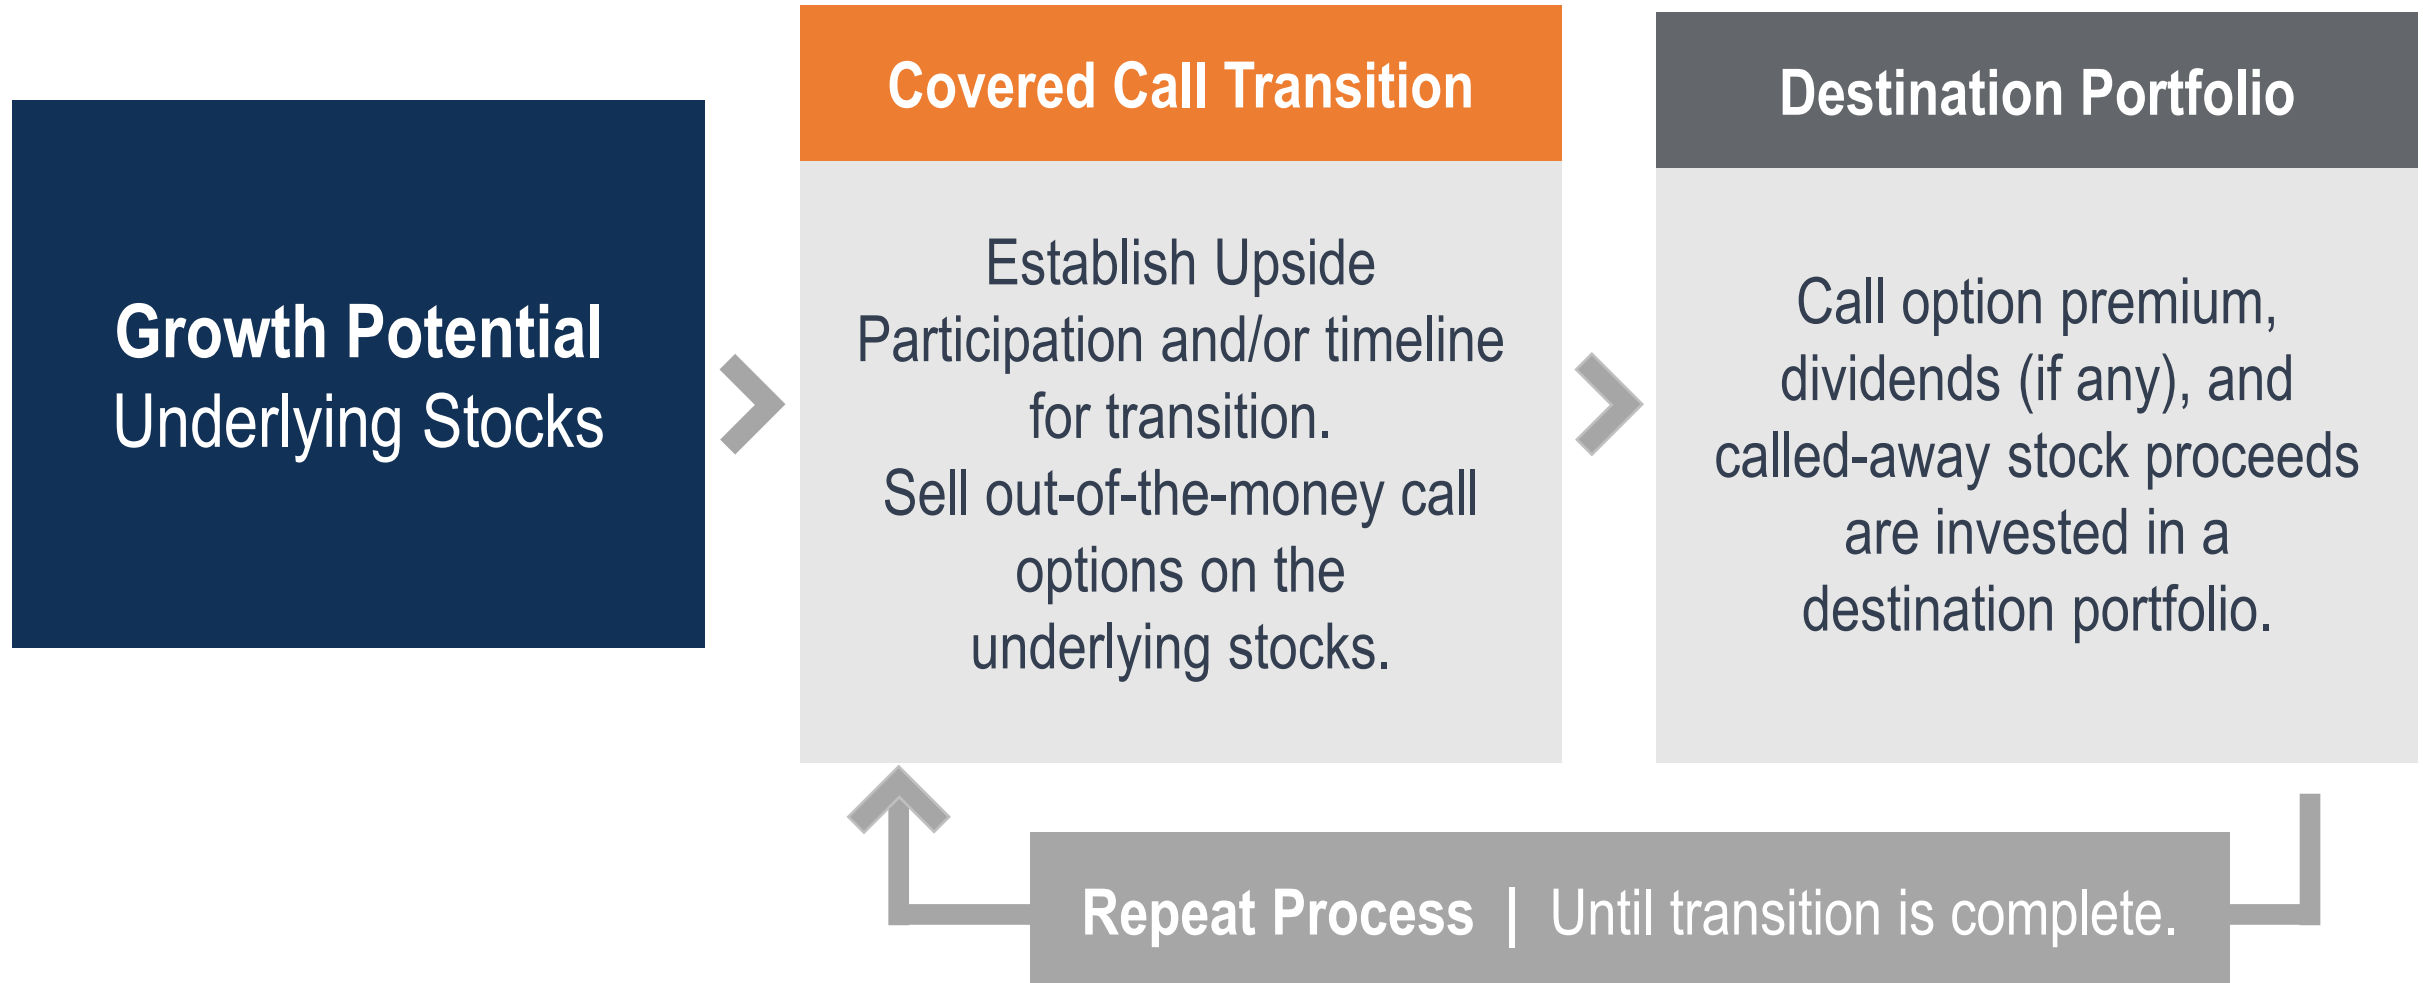 Growth Potential
Underlying Stocks
Covered Call Transition
Establish Upside
Participation and/or timeline
for transition.
Sell out-of-the-money call
options on the
underlying stocks.
Destination Portfolio
Call option premium,
dividends (if any), and
called-away stock proceeds
are invested in a
destination portfolio.
Repeat Process | Until transition is complete.